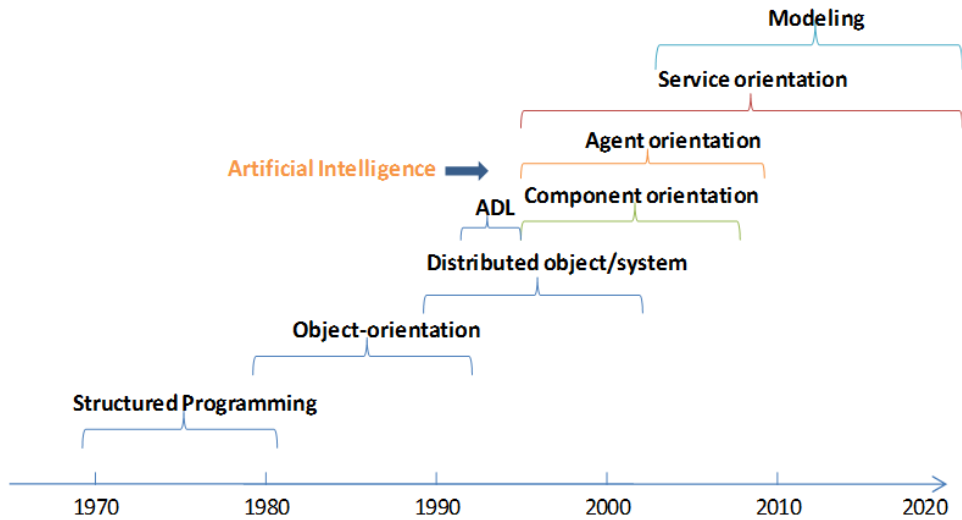 Modeling
Service orientation
Agent orientation
Artificial Intelligence
Component orientation
ADL
Distributed object/system
Object-orientation
Structured Programming
1970 1980 1990 2000 2010 2020